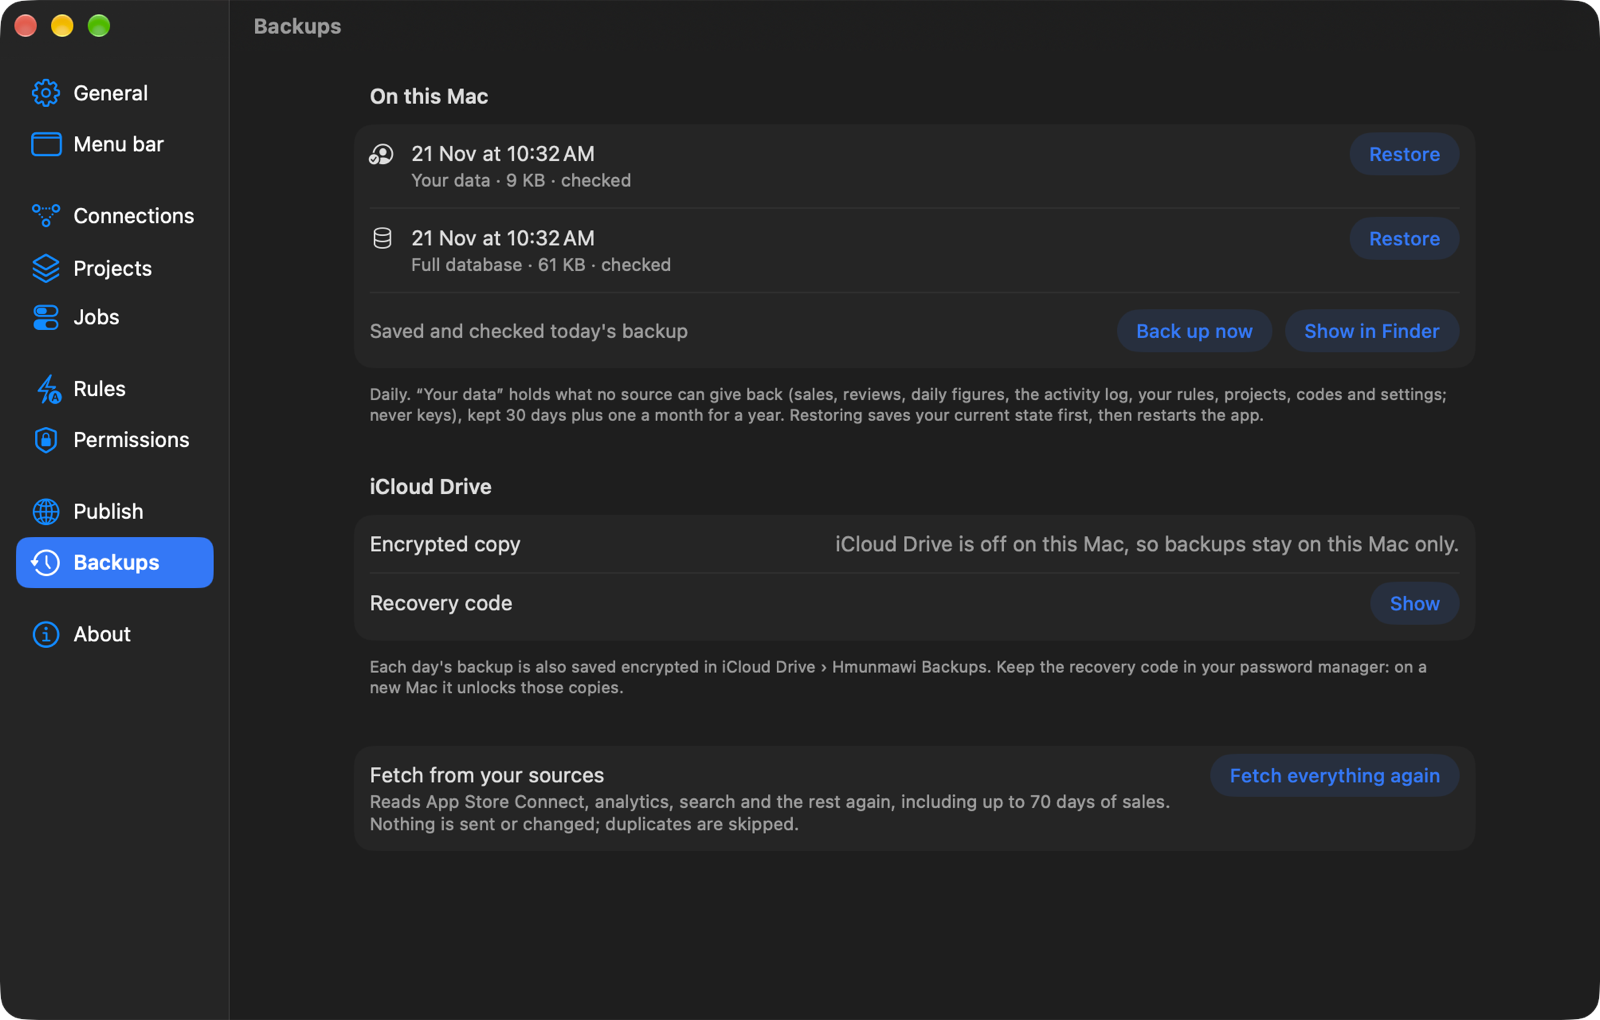 Backups
General
Menu bar
Connections
Projects
Jobs
Rules
Permissions
Publish
Backups
About
On this Mac
21 Nov at 10:32 AM
Restore
Your data · 9 KB · checked
21 Nov at 10:32 AM
Restore
Full database · 61 KB · checked
Saved and checked today's backup
Back up now
Show in Finder
Daily. “Your data” holds what no source can give back (sales, reviews, daily figures, the activity log, your rules, projects, codes and settings;
never keys), kept 30 days plus one a month for a year. Restoring saves your current state first, then restarts the app.
iCloud Drive
Encrypted copy
iCloud Drive is off on this Mac, so backups stay on this Mac only.
Recovery code
Show
Each day's backup is also saved encrypted in iCloud Drive › Hmunmawi Backups. Keep the recovery code in your password manager: on a
new Mac it unlocks those copies.
Fetch from your sources
Fetch everything again
Reads App Store Connect, analytics, search and the rest again, including up to 70 days of sales.
Nothing is sent or changed; duplicates are skipped.